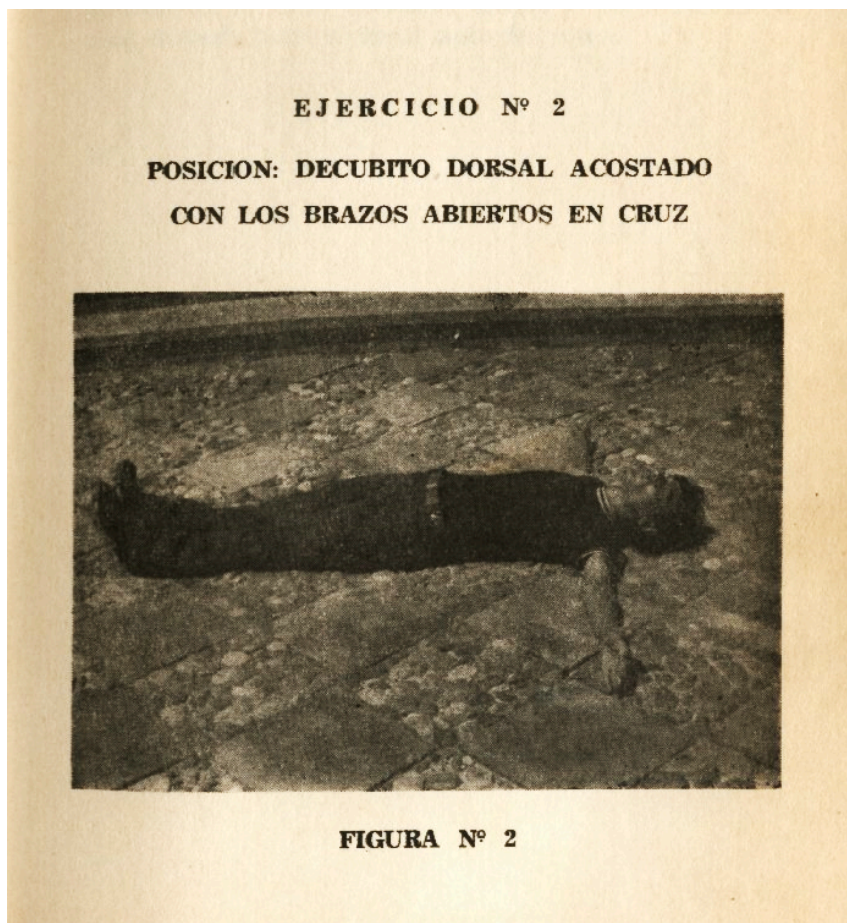 EJERCICIO Nº 2
POSICION: DECUBITO DORSAL ACOSTADO
CON LOS BRAZOS ABIERTOS EN CRUZ
FIGURA Nº 2